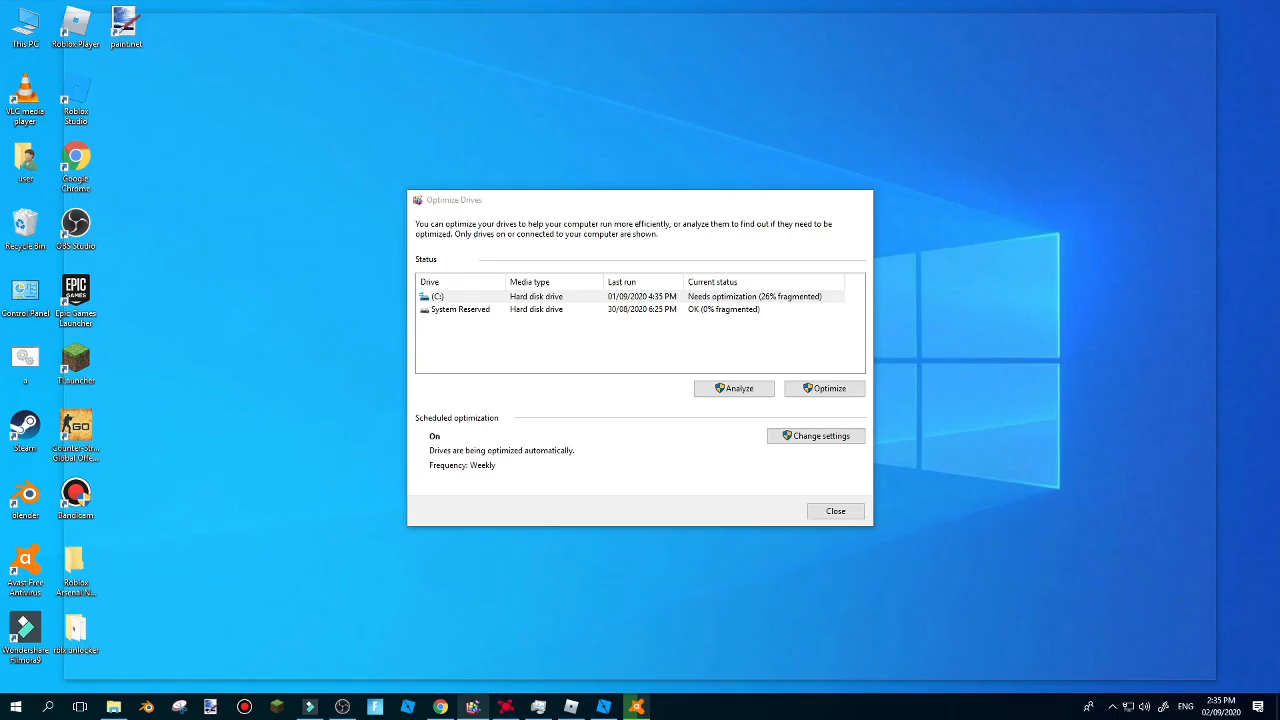 This PC
Roblox Player
paint.net
VLC media
player
Roblox
Studio
user
Google
Chrome
Recycle Bin
OBS Studio
EPIC
GAMES
Control Panel
Epic Games
Launcher
a
TLauncher
Steam
GO
Counter-Stri...
Global Offe...
blender
Bandicam
Avast Free
Antivirus
Roblox
Arsenal N...
Wondershare
Filmora9
rblx unlocker
Optimize Drives
You can optimize your drives to help your computer run more efficiently, or analyze them to find out if they need to be
optimized. Only drives on or connected to your computer are shown.
Status
Drive Media type Last run Current status
(C:) Hard disk drive 01/09/2020 4:35 PM Needs optimization (26% fragmented)
System Reserved Hard disk drive 30/08/2020 6:25 PM OK (0% fragmented)
Analyze Optimize
Scheduled optimization
On
Change settings
Drives are being optimized automatically.
Frequency: Weekly
Close
ENG
2:35 PM
02/09/2020